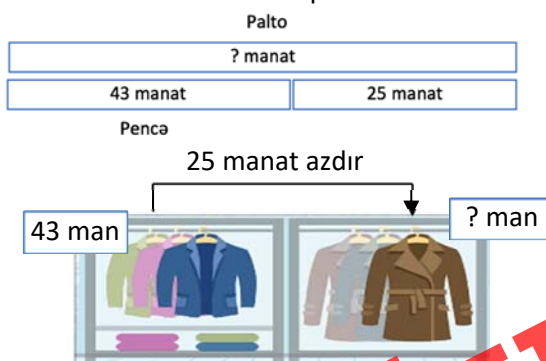 Palto
? manat
43 manat 25 manat
Pencə
25 manat azdır
43 man ? man